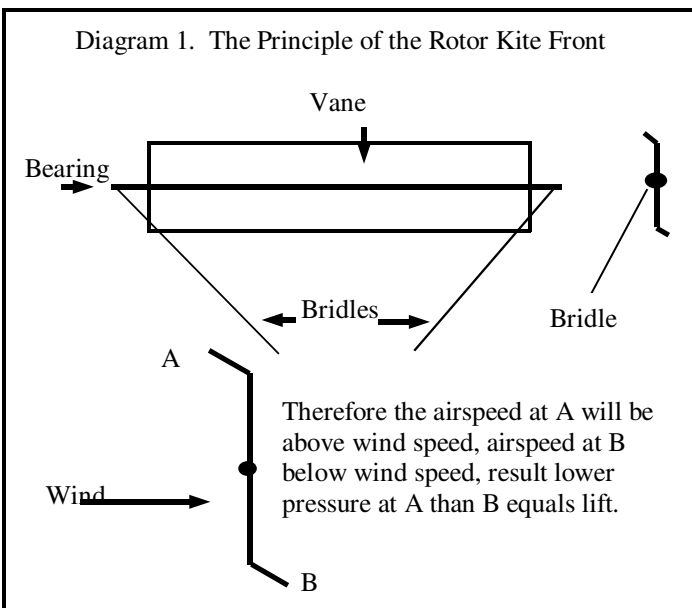 Diagram 1. The Principle of the Rotor Kite Front
Vane
Bearing
Bridles
Bridle
A
Therefore the airspeed at A will be
above wind speed, airspeed at B
below wind speed, result lower
pressure at A than B equals lift.
Wind
B